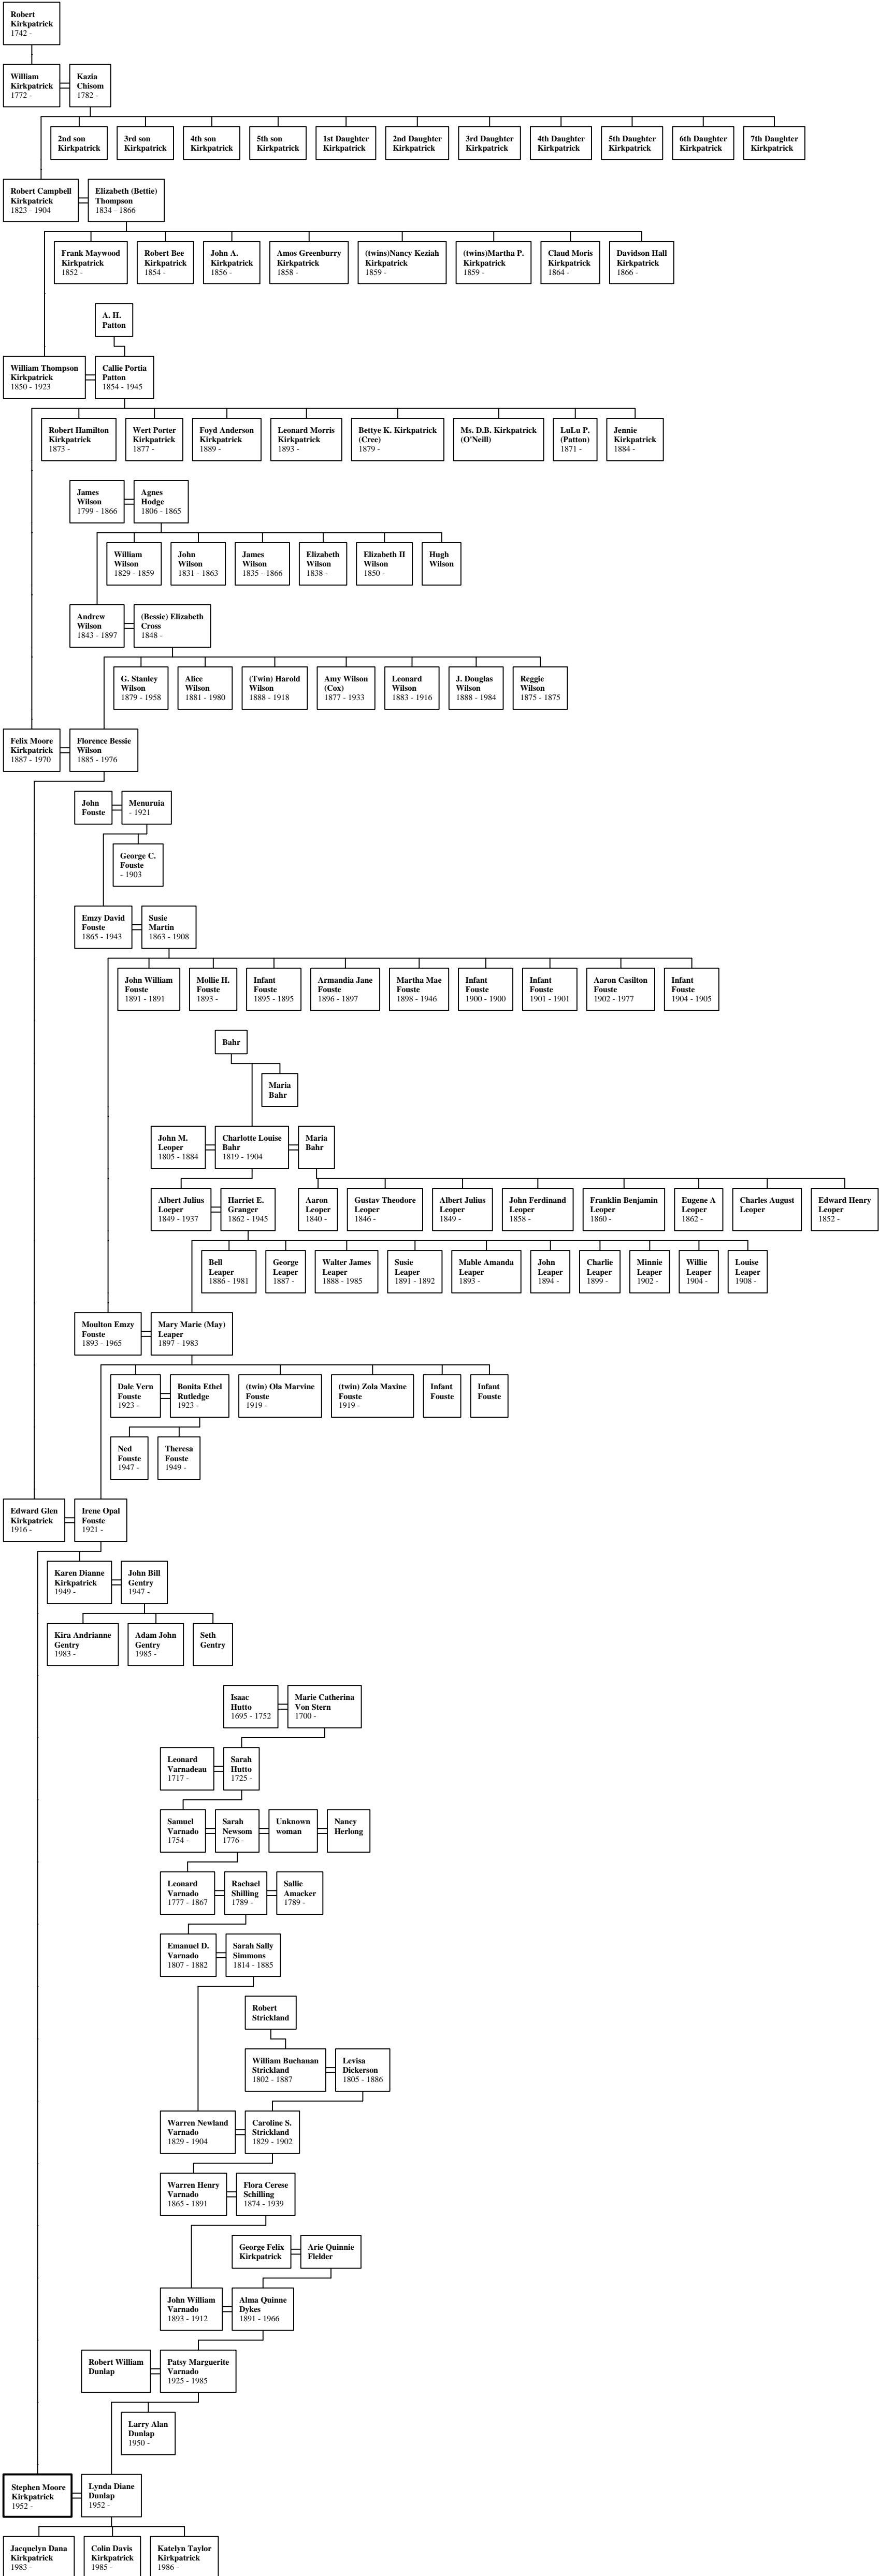 Robert
Kirkpatrick
1742 -
William
Kirkpatrick
1772 -
Kazia
Chisom
1782 -
2nd son
Kirkpatrick
3rd son
Kirkpatrick
4th son
Kirkpatrick
5th son
Kirkpatrick
1st Daughter
Kirkpatrick
2nd Daughter
Kirkpatrick
3rd Daughter
Kirkpatrick
4th Daughter
Kirkpatrick
5th Daughter
Kirkpatrick
6th Daughter
Kirkpatrick
7th Daughter
Kirkpatrick
Robert Campbell
Kirkpatrick
1823 - 1904
Elizabeth (Bettie)
Thompson
1834 - 1866
Frank Maywood
Kirkpatrick
1852 -
Robert Bee
Kirkpatrick
1854 -
John A.
Kirkpatrick
1856 -
Amos Greenburry
Kirkpatrick
1858 -
(twins)Nancy Keziah
Kirkpatrick
1859 -
(twins)Martha P.
Kirkpatrick
1859 -
Claud Moris
Kirkpatrick
1864 -
Davidson Hall
Kirkpatrick
1866 -
A. H.
Patton
William Thompson
Kirkpatrick
1850 - 1923
Callie Portia
Patton
1854 - 1945
Robert Hamilton
Kirkpatrick
1873 -
Wert Porter
Kirkpatrick
1877 -
Foyd Anderson
Kirkpatrick
1889 -
Leonard Morris
Kirkpatrick
1893 -
Bettye K. Kirkpatrick
(Cree)
1879 -
Ms. D.B. Kirkpatrick
(O'Neill)
LuLu P.
(Patton)
1871 -
Jennie
Kirkpatrick
1884 -
James
Wilson
1799 - 1866
Agnes
Hodge
1806 - 1865
William
Wilson
1829 - 1859
John
Wilson
1831 - 1863
James
Wilson
1835 - 1866
Elizabeth
Wilson
1838 -
Elizabeth II
Wilson
1850 -
Hugh
Wilson
Andrew
Wilson
1843 - 1897
(Bessie) Elizabeth
Cross
1848 -
G. Stanley
Wilson
1879 - 1958
Alice
Wilson
1881 - 1980
(Twin) Harold
Wilson
1888 - 1918
Amy Wilson
(Cox)
1877 - 1933
Leonard
Wilson
1883 - 1916
J. Douglas
Wilson
1888 - 1984
Reggie
Wilson
1875 - 1875
Felix Moore
Kirkpatrick
1887 - 1970
Florence Bessie
Wilson
1885 - 1976
John
Fouste
Menuruia
- 1921
George C.
Fouste
- 1903
Emzy David
Fouste
1865 - 1943
Susie
Martin
1863 - 1908
John William
Fouste
1891 - 1891
Mollie H.
Fouste
1893 -
Infant
Fouste
1895 - 1895
Armandia Jane
Fouste
1896 - 1897
Martha Mae
Fouste
1898 - 1946
Infant
Fouste
1900 - 1900
Infant
Fouste
1901 - 1901
Aaron Casilton
Fouste
1902 - 1977
Infant
Fouste
1904 - 1905
Bahr
Maria
Bahr
John M.
Leoper
1805 - 1884
Charlotte Louise
Bahr
1819 - 1904
Maria
Bahr
Albert Julius
Loeper
1849 - 1937
Harriet E.
Granger
1862 - 1945
Aaron
Leoper
1840 -
Gustav Theodore
Leoper
1846 -
Albert Julius
Leoper
1849 -
John Ferdinand
Leoper
1858 -
Franklin Benjamin
Leoper
1860 -
Eugene A
Leoper
1862 -
Charles August
Leoper
Edward Henry
Leoper
1852 -
Bell
Leaper
1886 - 1981
George
Leaper
1887 -
Walter James
Leaper
1888 - 1985
Susie
Leaper
1891 - 1892
Mable Amanda
Leaper
1893 -
John
Leaper
1894 -
Charlie
Leaper
1899 -
Minnie
Leaper
1902 -
Willie
Leaper
1904 -
Louise
Leaper
1908 -
Moulton Emzy
Fouste
1893 - 1965
Mary Marie (May)
Leaper
1897 - 1983
Dale Vern
Fouste
1923 -
Bonita Ethel
Rutledge
1923 -
(twin) Ola Marvine
Fouste
1919 -
(twin) Zola Maxine
Fouste
1919 -
Infant
Fouste
Infant
Fouste
Ned
Fouste
1947 -
Theresa
Fouste
1949 -
Edward Glen
Kirkpatrick
1916 -
Irene Opal
Fouste
1921 -
Karen Dianne
Kirkpatrick
1949 -
John Bill
Gentry
1947 -
Kira Andrianne
Gentry
1983 -
Adam John
Gentry
1985 -
Seth
Gentry
Isaac
Hutto
1695 - 1752
Marie Catherina
Von Stern
1700 -
Leonard
Varnadeau
1717 -
Sarah
Hutto
1725 -
Samuel
Varnado
1754 -
Sarah
Newsom
1776 -
Unknown
woman
Nancy
Herlong
Leonard
Varnado
1777 - 1867
Rachael
Shilling
1789 -
Sallie
Amacker
1789 -
Emanuel D.
Varnado
1807 - 1882
Sarah Sally
Simmons
1814 - 1885
Robert
Strickland
William Buchanan
Strickland
1802 - 1887
Levisa
Dickerson
1805 - 1886
Warren Newland
Varnado
1829 - 1904
Caroline S.
Strickland
1829 - 1902
Warren Henry
Varnado
1865 - 1891
Flora Cerese
Schilling
1874 - 1939
George Felix
Kirkpatrick
Arie Quinnie
Flelder
John William
Varnado
1893 - 1912
Alma Quinne
Dykes
1891 - 1966
Robert William
Dunlap
Patsy Marguerite
Varnado
1925 - 1985
Larry Alan
Dunlap
1950 -
Stephen Moore
Kirkpatrick
1952 -
Lynda Diane
Dunlap
1952 -
Jacquelyn Dana
Kirkpatrick
1983 -
Colin Davis
Kirkpatrick
1985 -
Katelyn Taylor
Kirkpatrick
1986 -